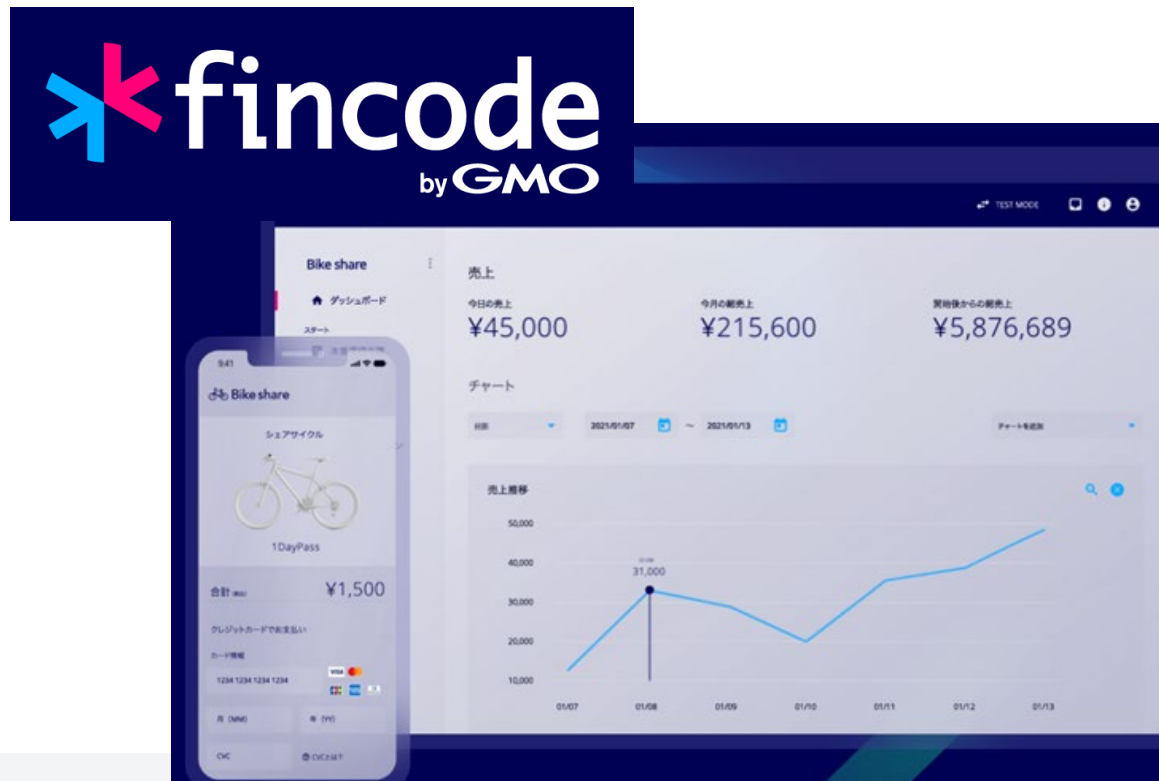 fincode
by GMO
TEST MODE
Bike share
ダッシュボード
スタート
売上
今日の売上
¥45,000
今月の総売上
¥215,600
開始後からの総売上
¥5,876,689
チャート
日別
2021/01/07 ~ 2021/01/13
チャートを追加
売上推移
50,000
40,000
30,000
20,000
10,000
31,000
01/07 01/08 01/09 01/10 01/11 01/12 01/13
9:41
Bike share
シェアサイクル
1DayPass
合計 (税込) ¥1,500
クレジットカードでお支払い
カード情報
1234 1234 1234 1234
VISA
JCB
月 (MM) 年 (YY)
CVC CVCとは?